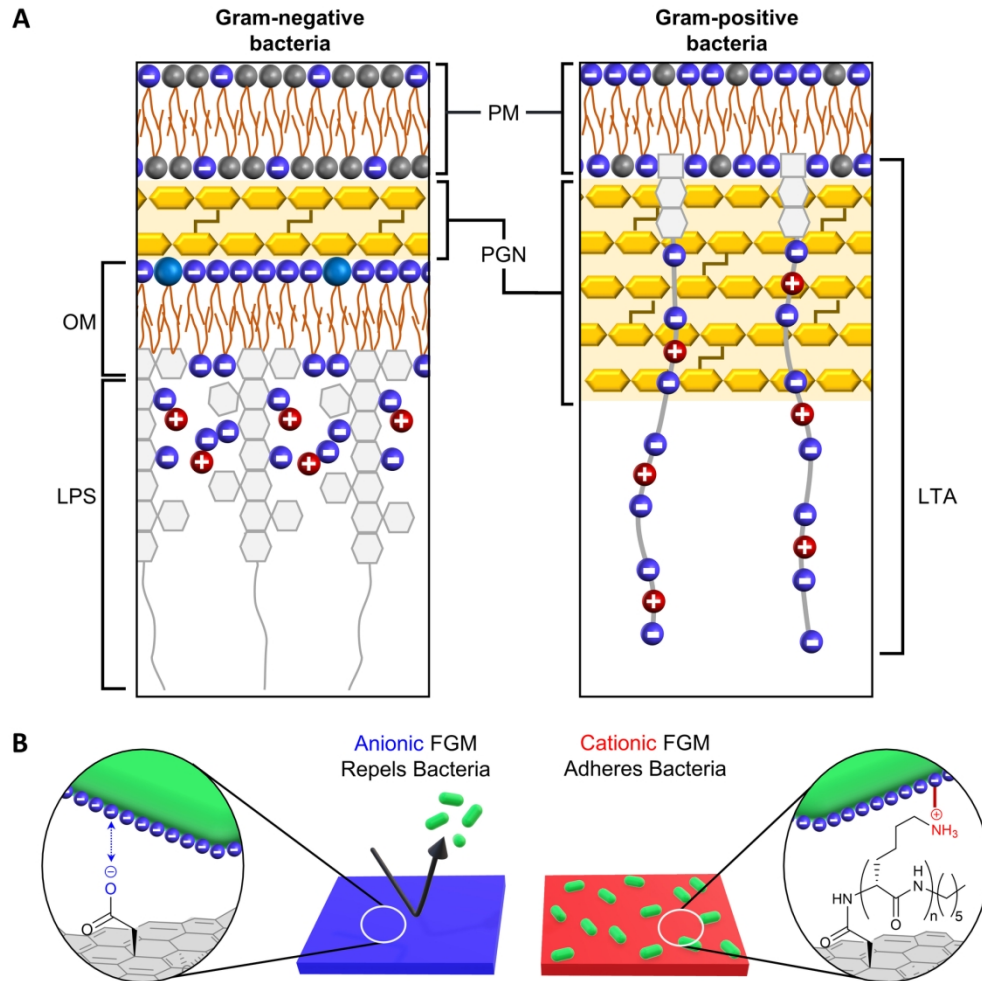 A
Gram-negative
bacteria
Gram-positive
bacteria
PM
PGN
OM
LPS
LTA
B
Anionic FGM
Repels Bacteria
Cationic FGM
Adheres Bacteria
⊖
O
O
⊕
NH₃
O
HN
H
N
O
n
5